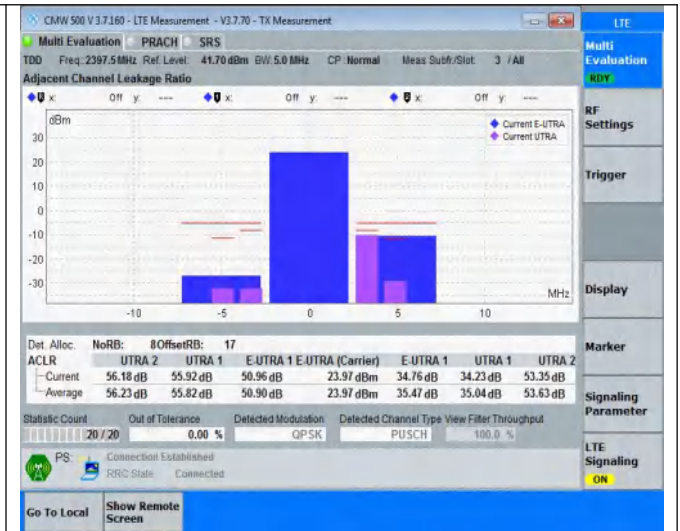 CMW 500 V 3.7.160 - LTE Measurement - V3.7.70 - TX Measurement
LTE
Multi Evaluation PRACH SRS
Multi Evaluation
RDY
TDD Freq.:2397.5 MHz Ref. Level: 41.70 dBm BW: 5.0 MHz CP :Normal Meas Subfr./Slot: 3 / All
Adjacent Channel Leakage Ratio
x: Off y: --- x: Off y: --- x: Off y: ---
RF Settings
dBm
Current E-UTRA
Current UTRA
30
20
10
0
-10
-20
-30
MHz
-10 -5 0 5 10
Trigger
Display
Marker
Det. Alloc. NoRB: 8OffsetRB: 17
ACLR UTRA 2 UTRA 1 E-UTRA 1 E-UTRA (Carrier) E-UTRA 1 UTRA 1 UTRA 2
Current 56.18 dB 55.92 dB 50.96 dB 23.97 dBm 34.76 dB 34.23 dB 53.35 dB
Average 56.23 dB 55.82 dB 50.90 dB 23.97 dBm 35.47 dB 35.04 dB 53.63 dB
Signaling Parameter
Statistic Count Out of Tolerance Detected Modulation Detected Channel Type View Filter Throughput
20 / 20 0.00 % QPSK PUSCH 100.0 %
PS: Connection Established
RRC State Connected
LTE Signaling
ON
Go To Local
Show Remote Screen